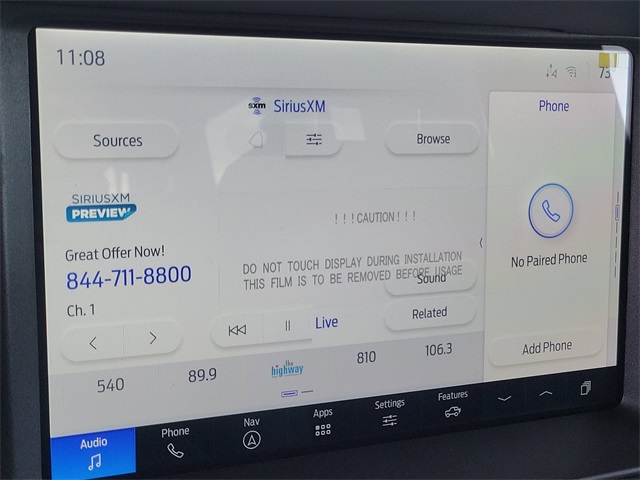 11:08
73
sxm SiriusXM
Phone
Sources
Browse
SIRIUSXM
PREVIEW
! ! ! CAUTION ! ! !
Great Offer Now!
844-711-8800
DO NOT TOUCH DISPLAY DURING INSTALLATION
THIS FILM IS TO BE REMOVED BEFORE USAGE
No Paired Phone
Sound
Ch. 1
Live
Related
Add Phone
540
89.9
the
highway
810
106.3
Audio
Phone
Nav
Apps
Settings
Features